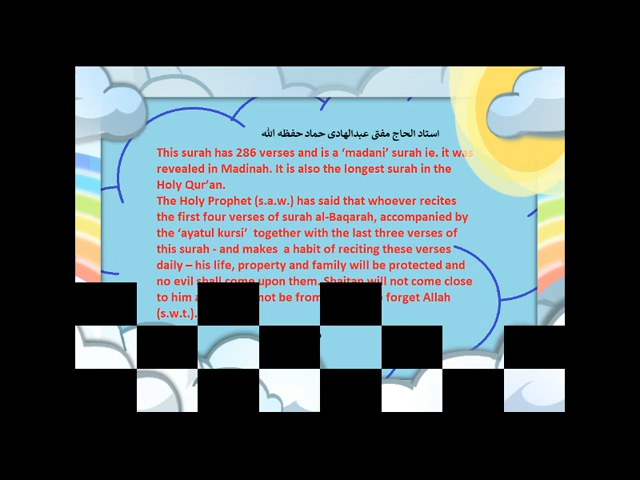 استاد الحاج مفتی عبدالهادی حماد حفظه الله
This surah has 286 verses and is a ‘madani’ surah ie. it was
revealed in Madinah. It is also the longest surah in the
Holy Qur’an.
The Holy Prophet (s.a.w.) has said that whoever recites
the first four verses of surah al-Baqarah, accompanied by
the ‘ayatul kursi’  together with the last three verses of
this surah - and makes  a habit of reciting these verses
daily – his life, property and family will be protected and
no evil shall come upon them. Shaitan will not come close
to him not be from forget Allah
(s.w.t.).